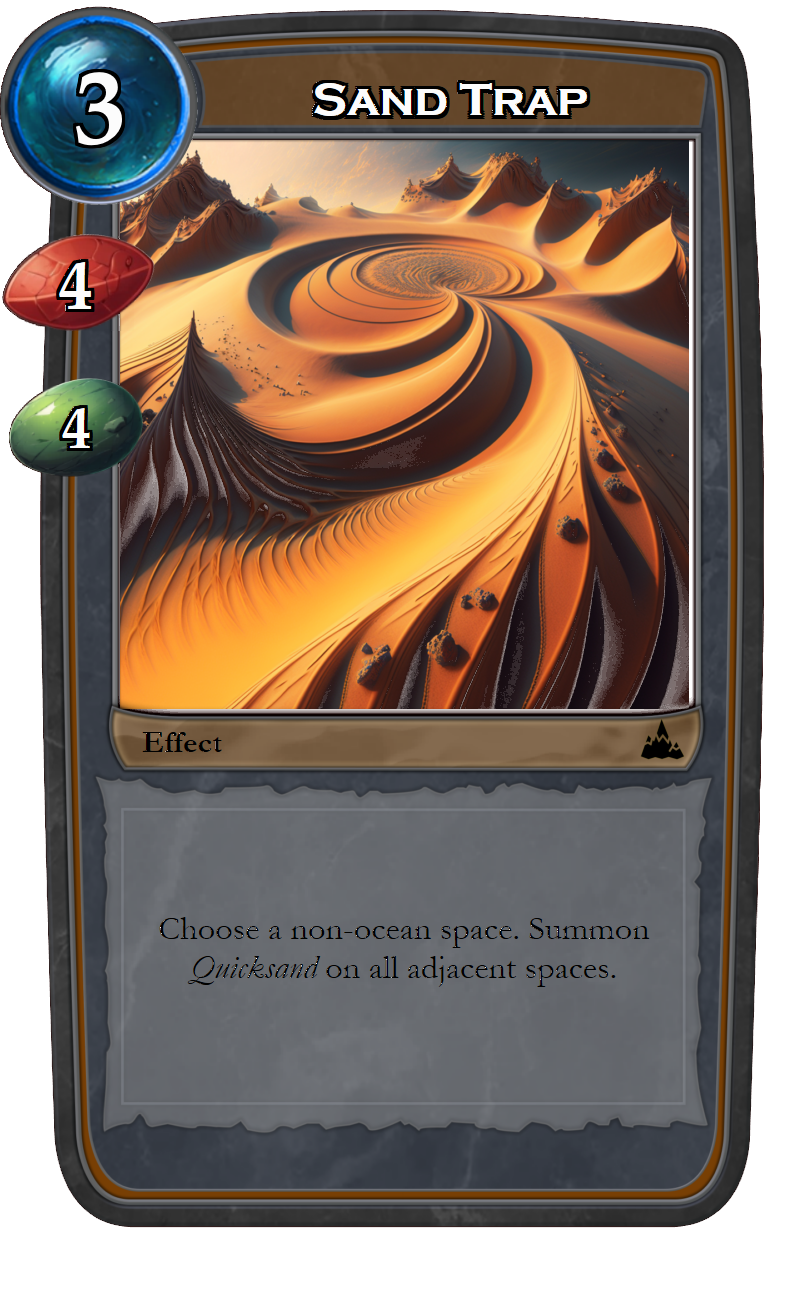 3
Sand Trap
4
4
Effect
Choose a non-ocean space. Summon
Quicksand on all adjacent spaces.